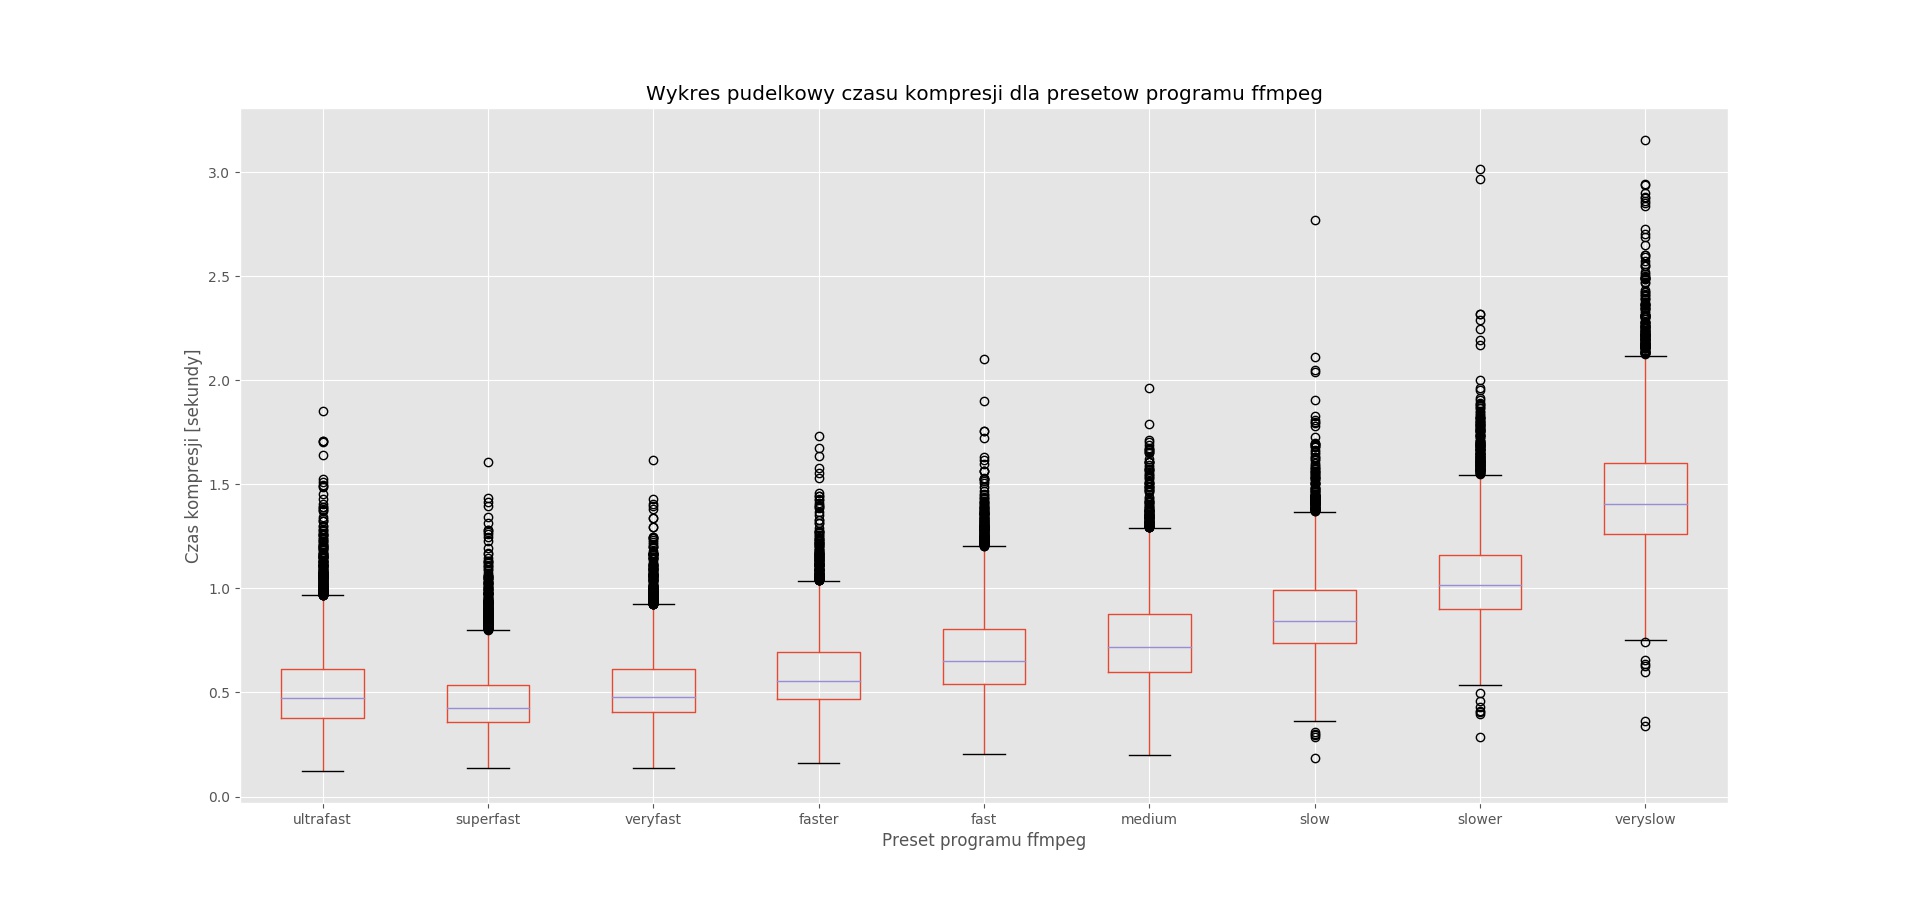 Wykres pudelkowy czasu kompresji dla presetow programu ffmpeg
Czas kompresji [sekundy]
3.0
2.5
2.0
1.5
1.0
0.5
0.0
ultrafast superfast veryfast faster fast medium slow slower veryslow
Preset programu ffmpeg